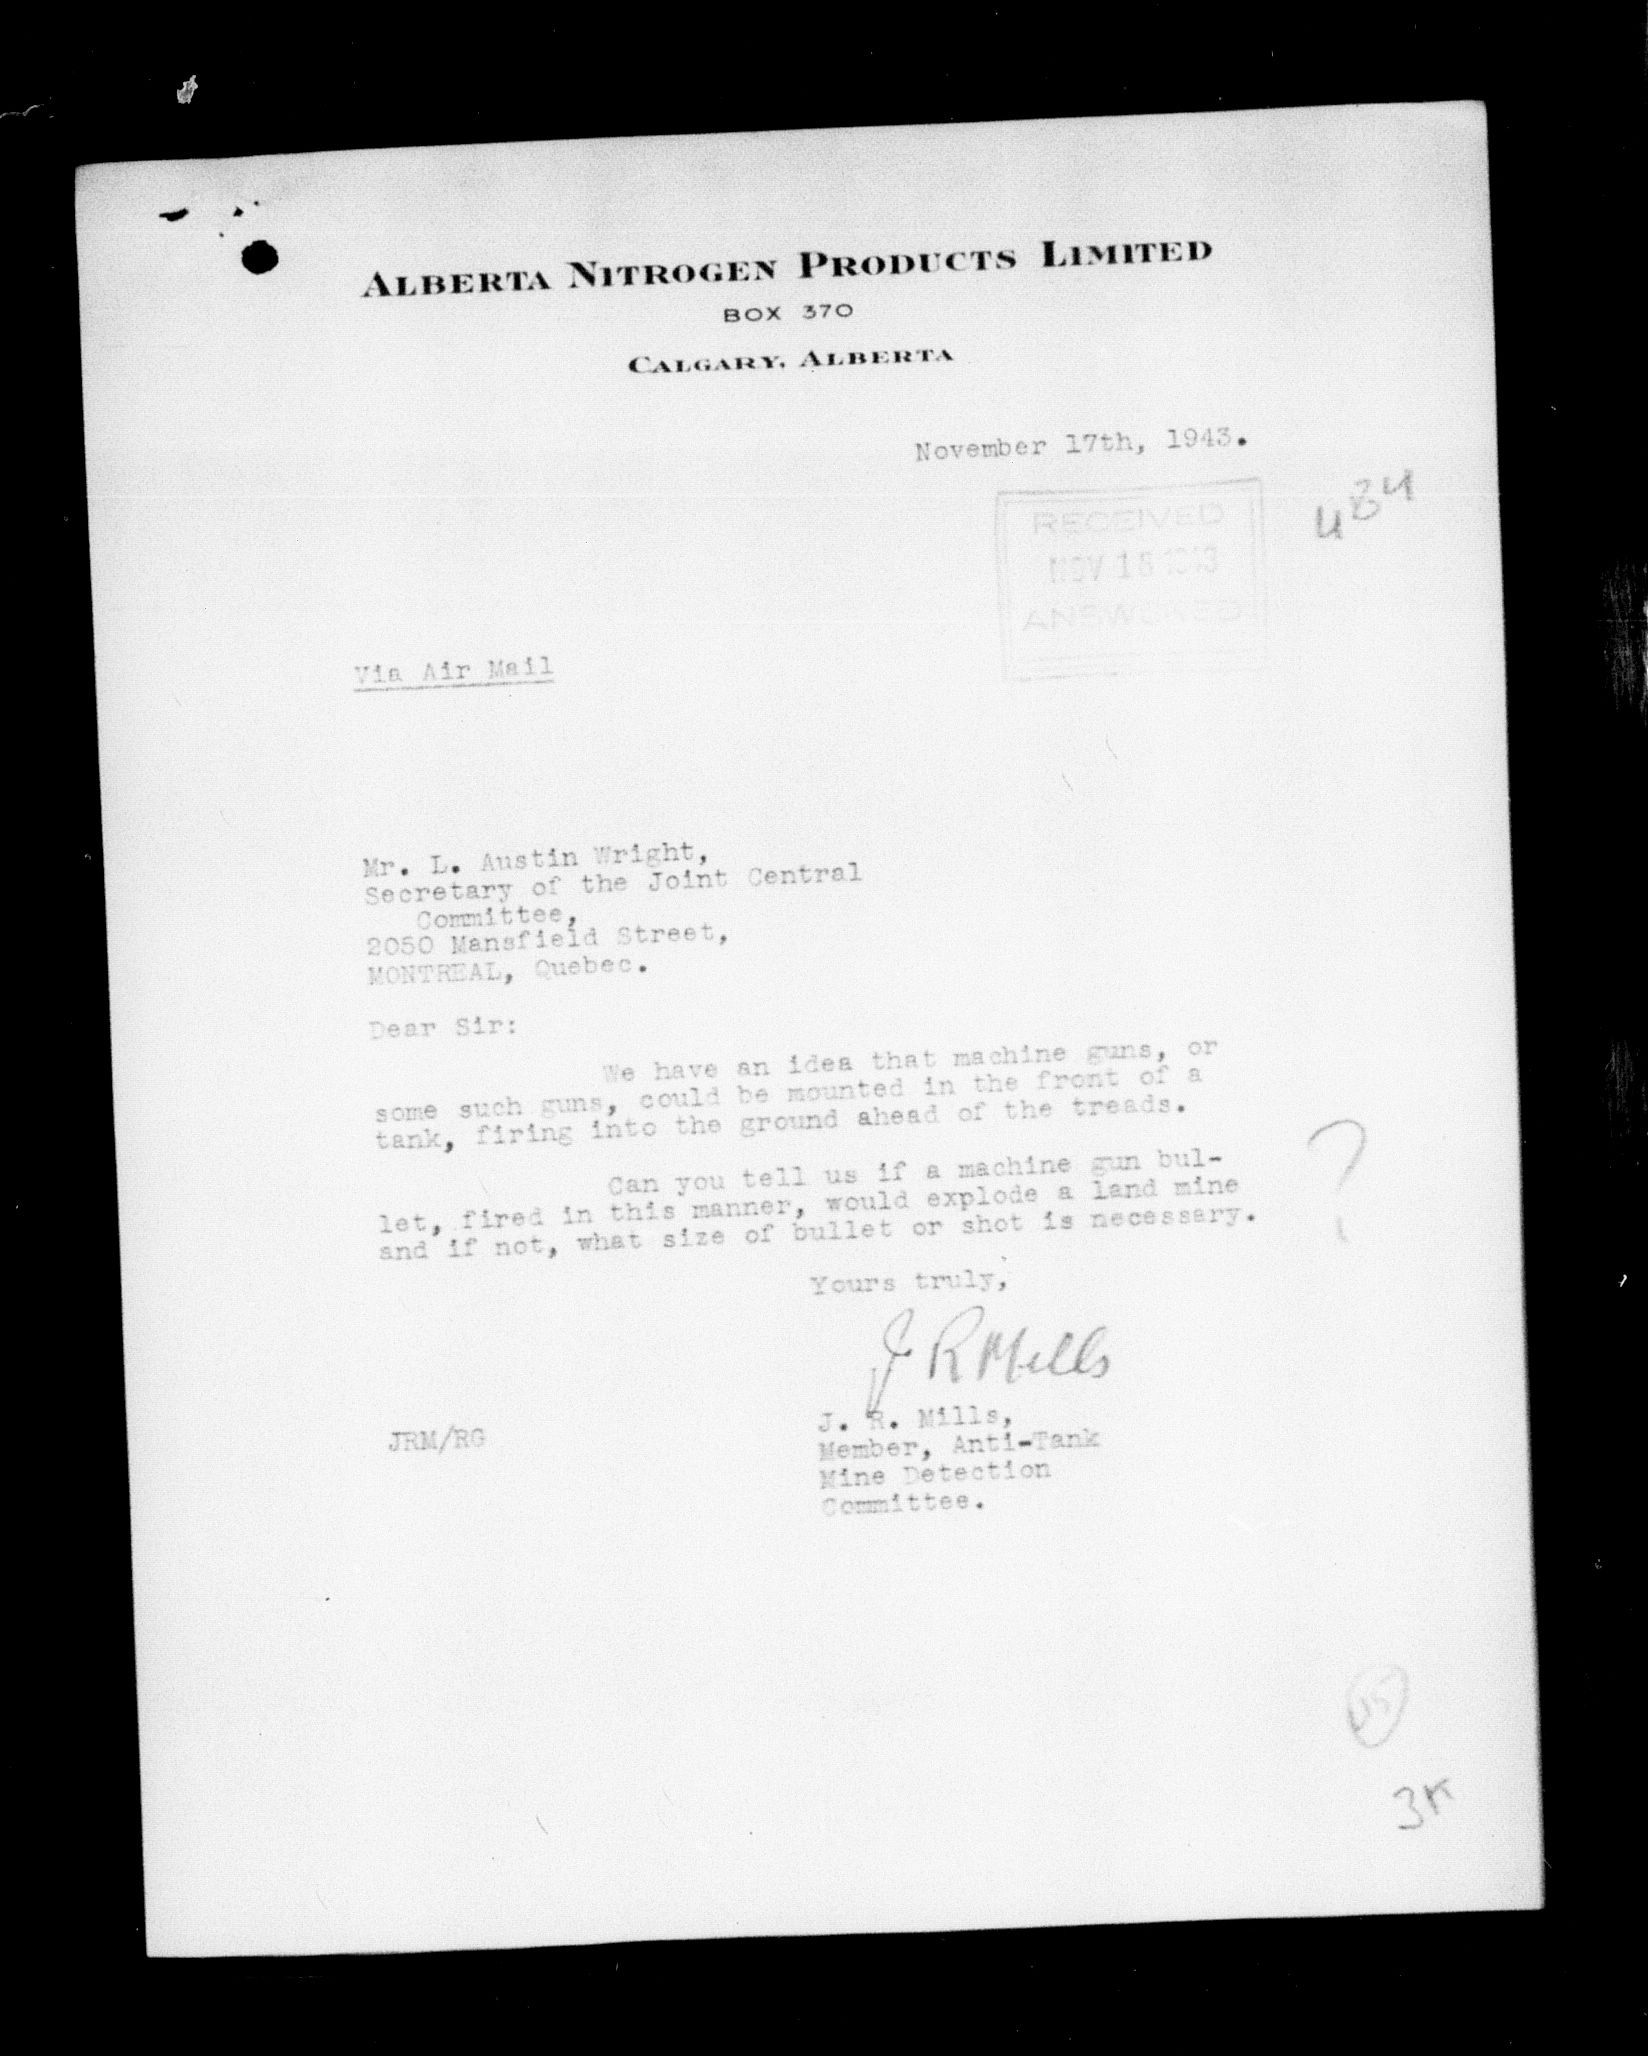 ALBERTA NITROGEN PRODUCTS LIMITED
BOX 370
CALGARY, ALBERTA
November 17th, 1943.
484
RECEIVED
NOV 18 1943
ANSWERED
Via Air Mail
Mr. L. Austin Wright,
Secretary of the Joint Central
Committee,
2050 Mansfield Street,
MONTREAL, Quebec.
Dear Sir:
We have an idea that machine guns, or
some such guns, could be mounted in the front of a
tank, firing into the ground ahead of the treads.
Can you tell us if a machine gun bul-
let, fired in this manner, would explode a land mine
and if not, what size of bullet or shot is necessary.
?
Yours truly,
J R Mills
J. R. Mills,
Member, Anti-Tank
Mine Detection
Committee.
JRM/RG
3K